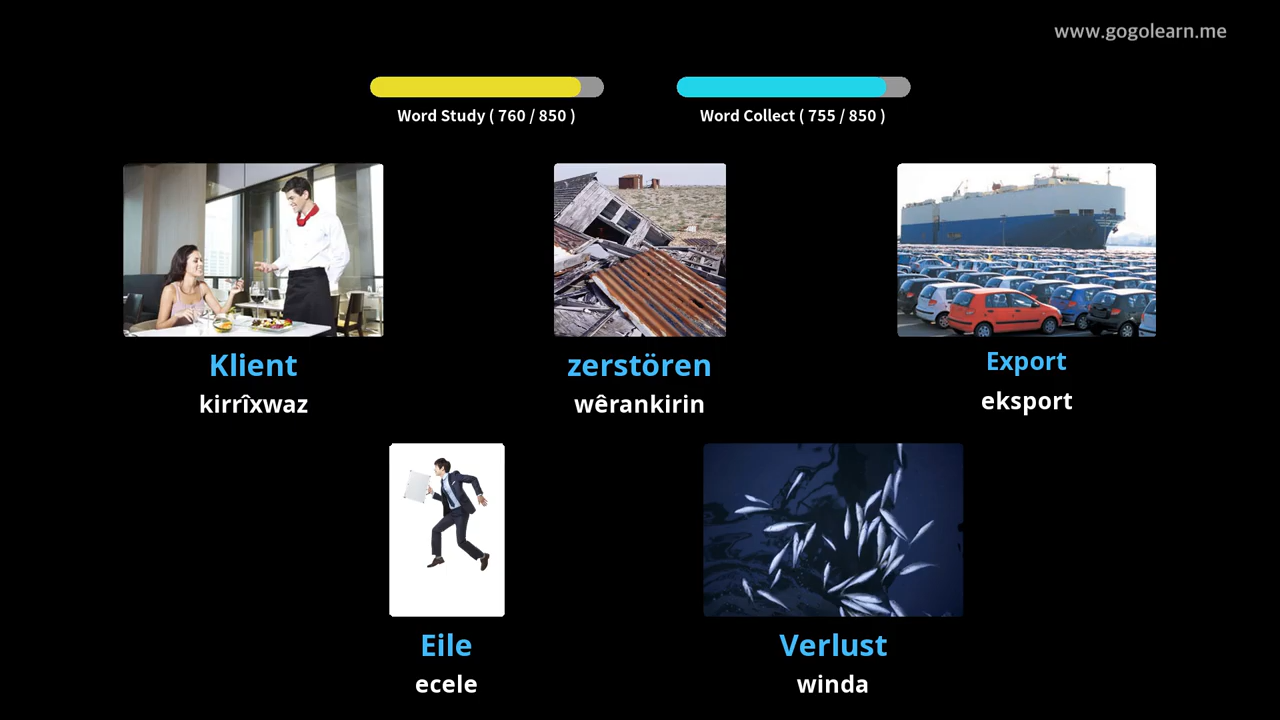 www.gogolearn.me
Word Study ( 760 / 850 )
Word Collect ( 755 / 850 )
Klient
kirrîxwaz
zerstören
wêrankirin
Export
eksport
Eile
ecele
Verlust
winda